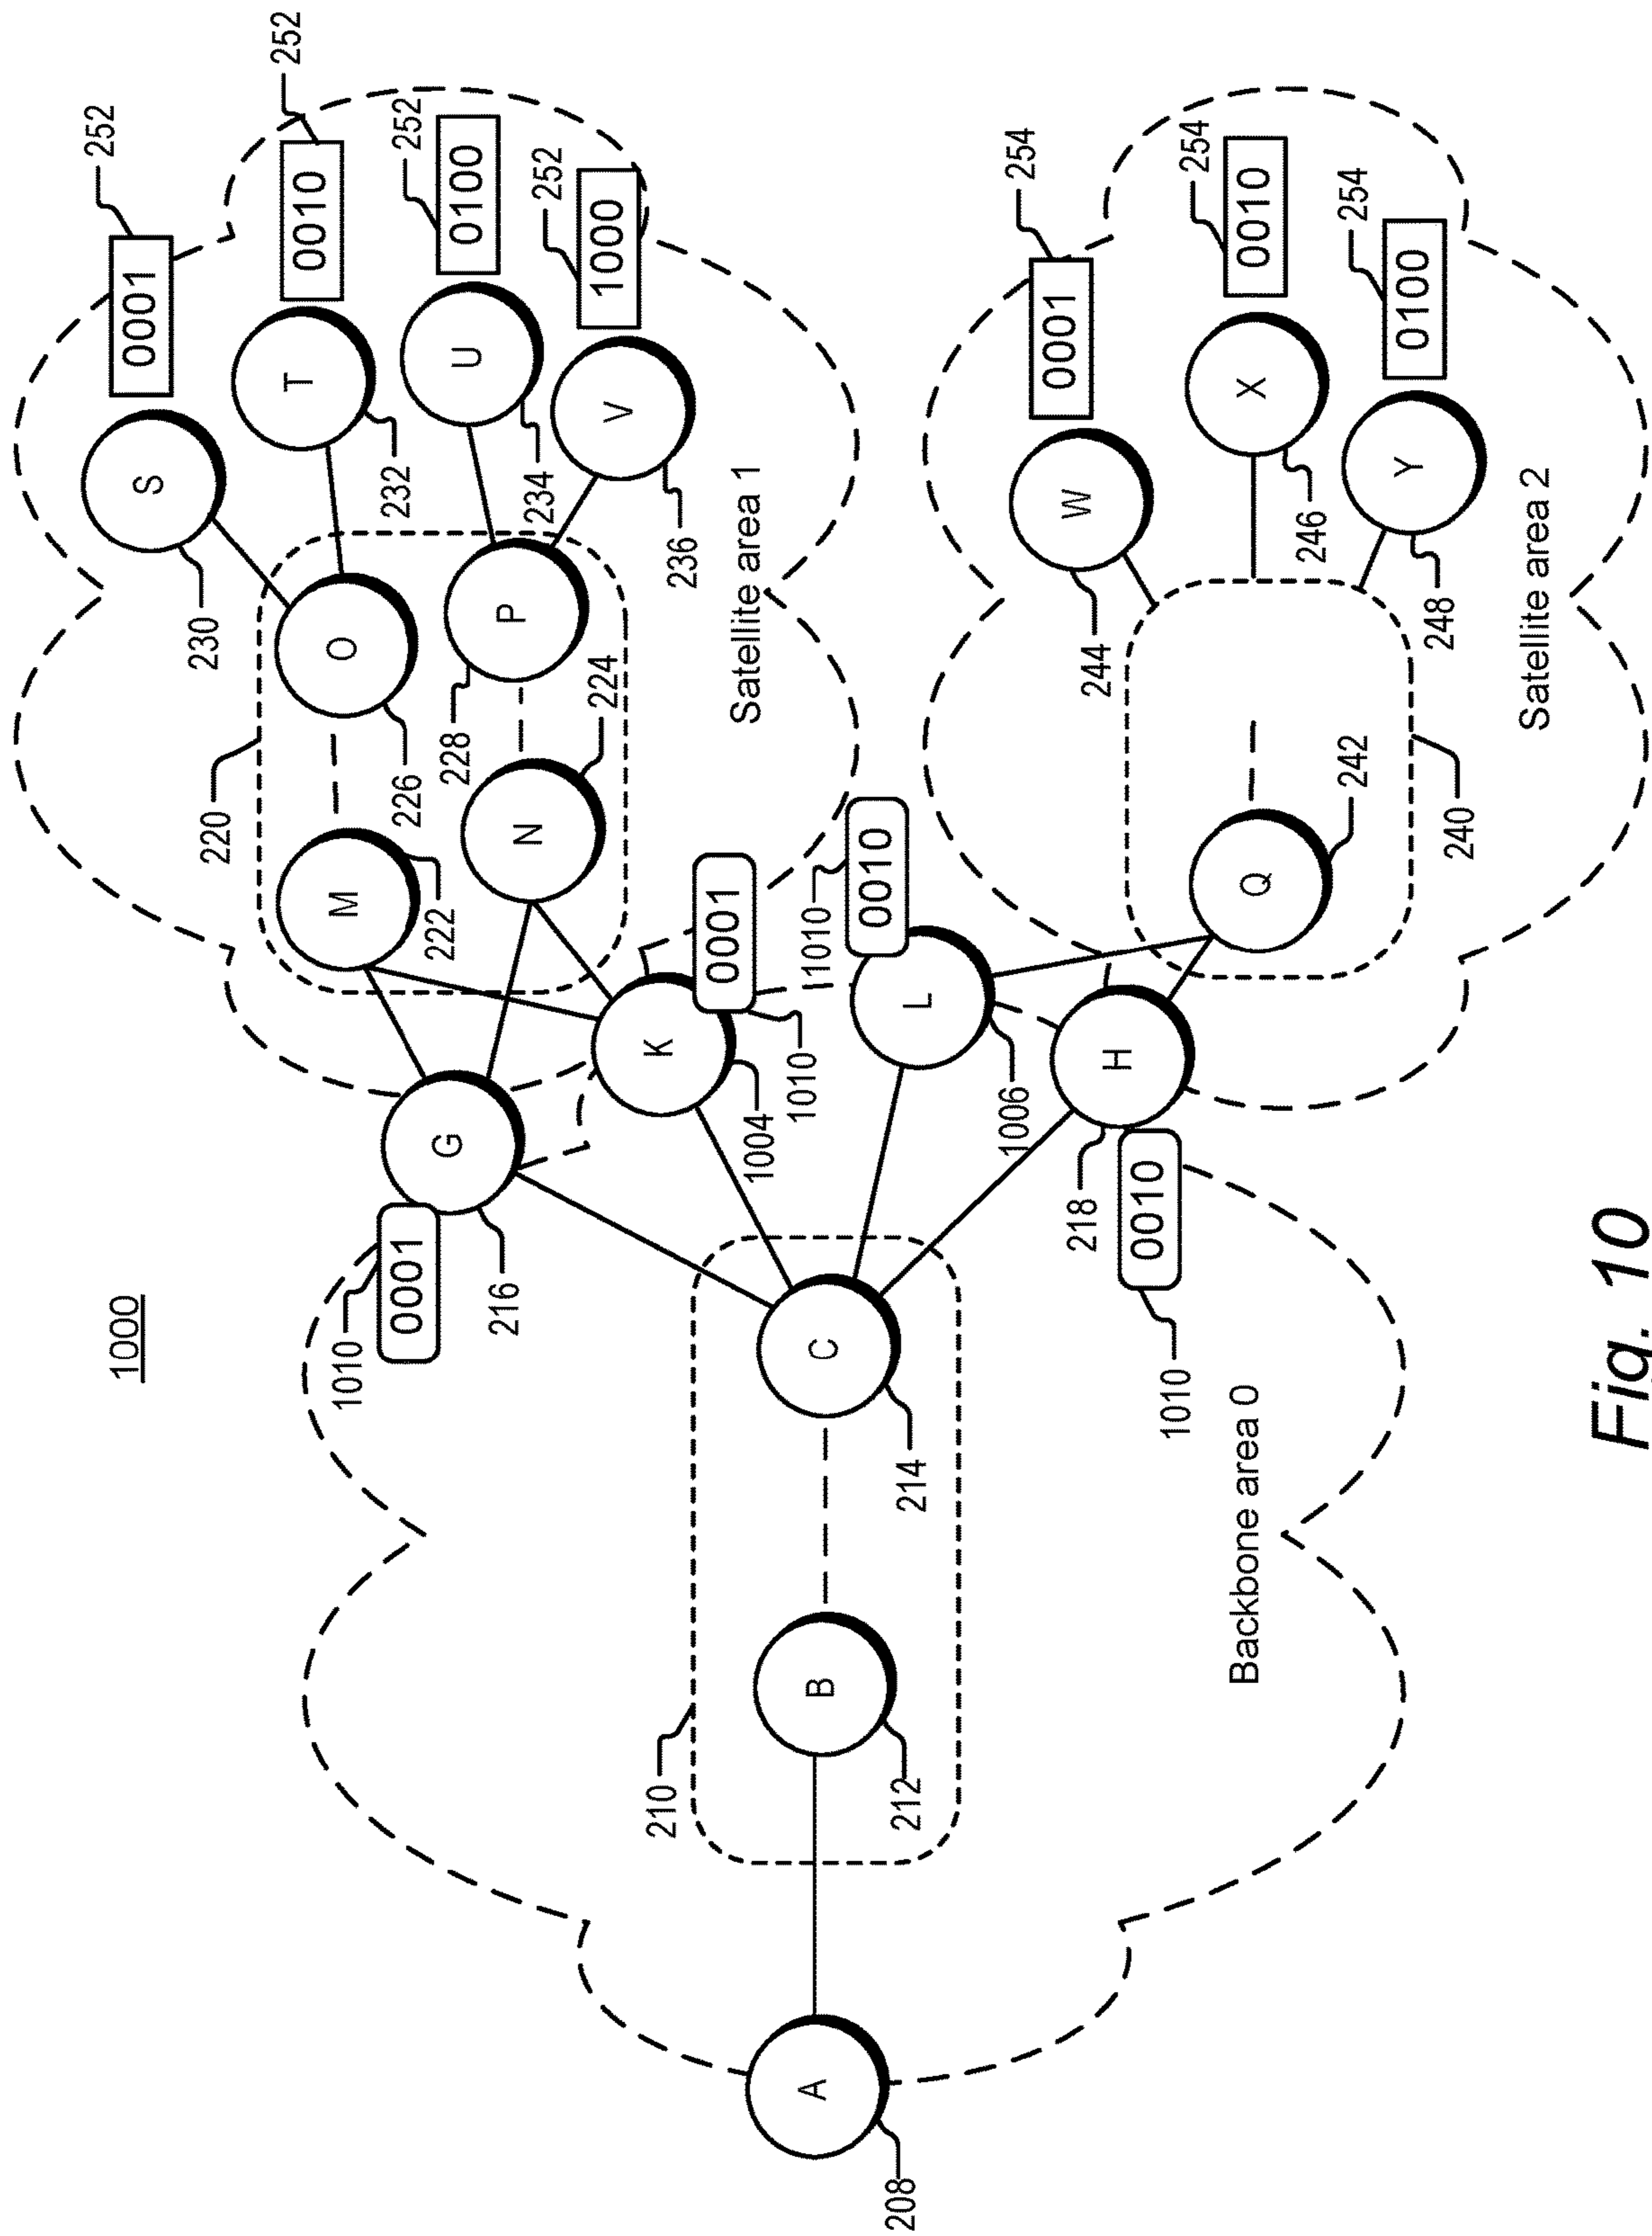 1000
252
0001
S
230
252
0010
T
232
220
O
226
M
222
252
0100
U
234
252
1000
V
236
P
228
N
224
Satellite area 1
1010
0001
G
216
K
1004
0001
1010
1010
0010
L
1006
254
0001
W
244
254
0010
X
246
254
0100
Y
248
Q
242
240
Satellite area 2
H
218
0010
1010
C
214
B
212
210
A
208
Backbone area 0
Fig. 10